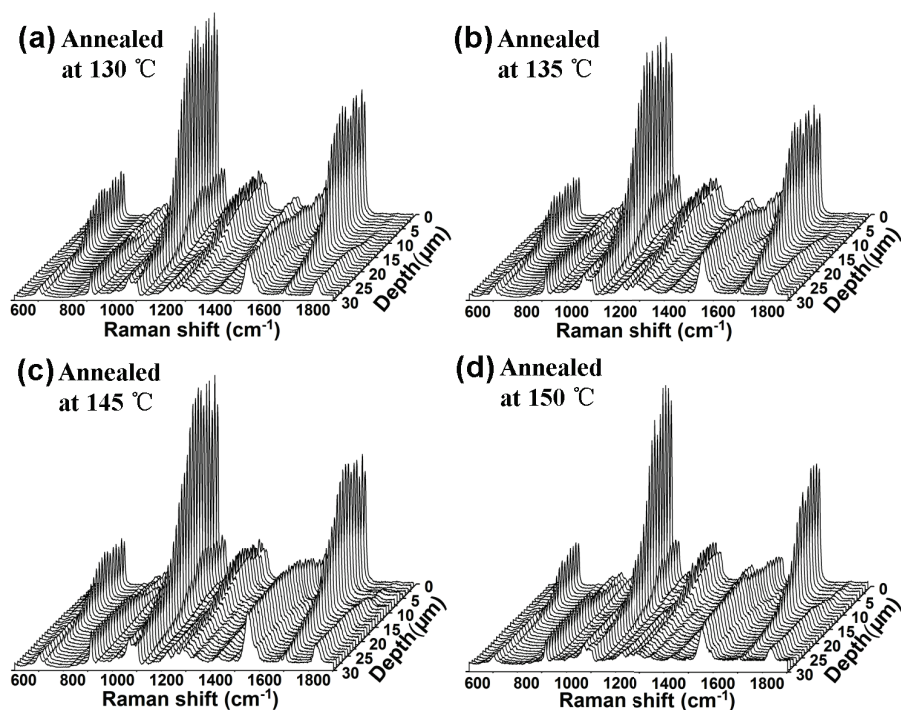 (a) Annealed
at 130 ℃
0
5
10
15
20
25
30
Depth(μm)
600 800 1000 1200 1400 1600 1800
Raman shift (cm-1)
(b) Annealed
at 135 ℃
0
5
10
15
20
25
30
Depth(μm)
600 800 1000 1200 1400 1600 1800
Raman shift (cm-1)
(c) Annealed
at 145 ℃
0
5
10
15
20
25
30
Depth(μm)
600 800 1000 1200 1400 1600 1800
Raman shift (cm-1)
(d) Annealed
at 150 ℃
0
5
10
15
20
25
30
Depth(μm)
600 800 1000 1200 1400 1600 1800
Raman shift (cm-1)